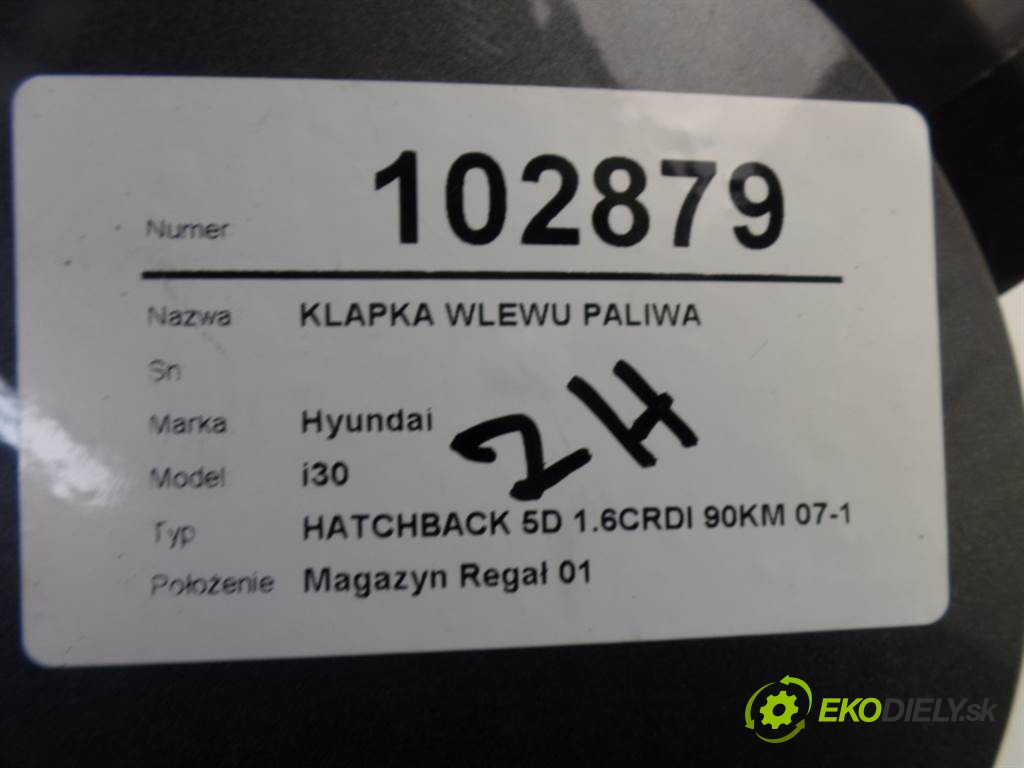 Numer 102879
Nazwa KLAPKA WLEWU PALIWA
Sn
Marka Hyundai
2H
Model i30
Typ HATCHBACK 5D 1.6CRDI 90KM 07-1
Położenie Magazyn Regał 01
EKODIELY.sk